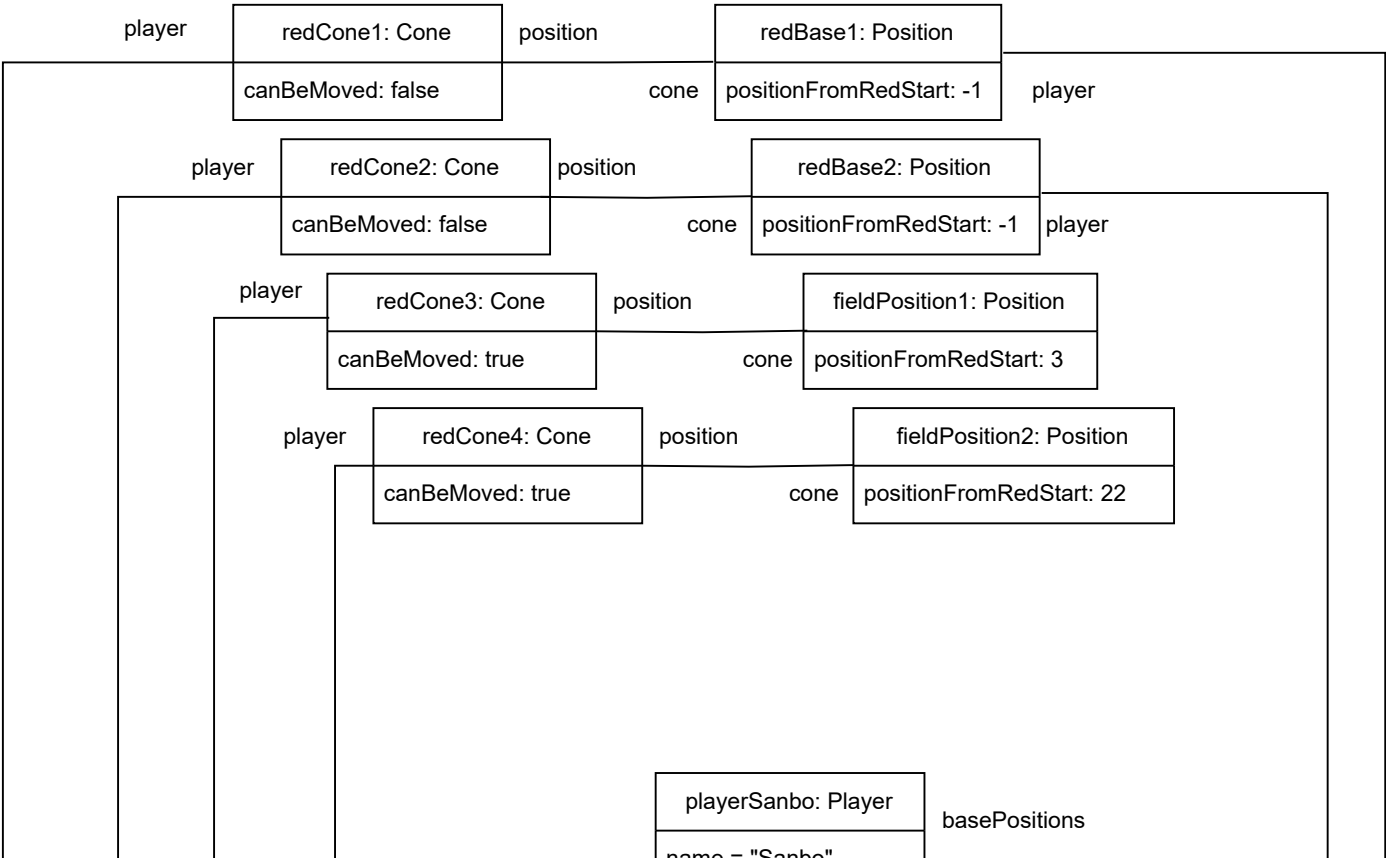 player
redCone1: Cone
position
redBase1: Position
canBeMoved: false
cone
positionFromRedStart: -1
player
player
redCone2: Cone
position
redBase2: Position
canBeMoved: false
cone
positionFromRedStart: -1
player
player
redCone3: Cone
position
fieldPosition1: Position
canBeMoved: true
cone
positionFromRedStart: 3
player
redCone4: Cone
position
fieldPosition2: Position
canBeMoved: true
cone
positionFromRedStart: 22
playerSanbo: Player
basePositions
name = "Sanbo"